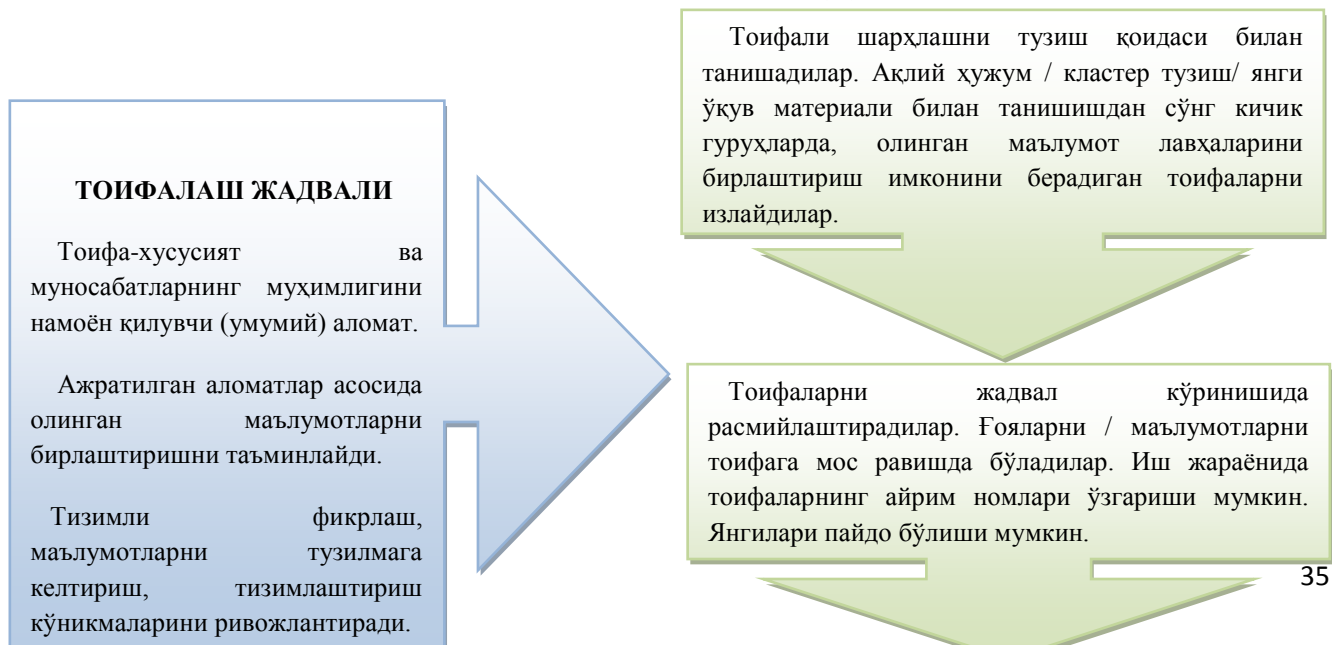 ТОИФАЛАШ ЖАДВАЛИ
Тоифа-хусусият ва
муносабатларнинг муҳимлигини
намоён қилувчи (умумий) аломат.
Ажратилган аломатлар асосида
олинган маълумотларни
бирлаштиришни таъминлайди.
Тизимли фикрлаш,
маълумотларни тузилмага
келтириш, тизимлаштириш
кўникмаларини ривожлантиради.
Тоифали шарҳлашни тузиш қоидаси билан
танишадилар. Ақлий ҳужум / кластер тузиш/ янги
ўқув материали билан танишишдан сўнг кичик
гуруҳларда, олинган маълумот лавҳаларини
бирлаштириш имконини берадиган тоифаларни
излайдилар.
Тоифаларни жадвал кўринишида
расмийлаштирадилар. Ғояларни / маълумотларни
тоифага мос равишда бўладилар. Иш жараёнида
тоифаларнинг айрим номлари ўзгариши мумкин.
Янгилари пайдо бўлиши мумкин.
35